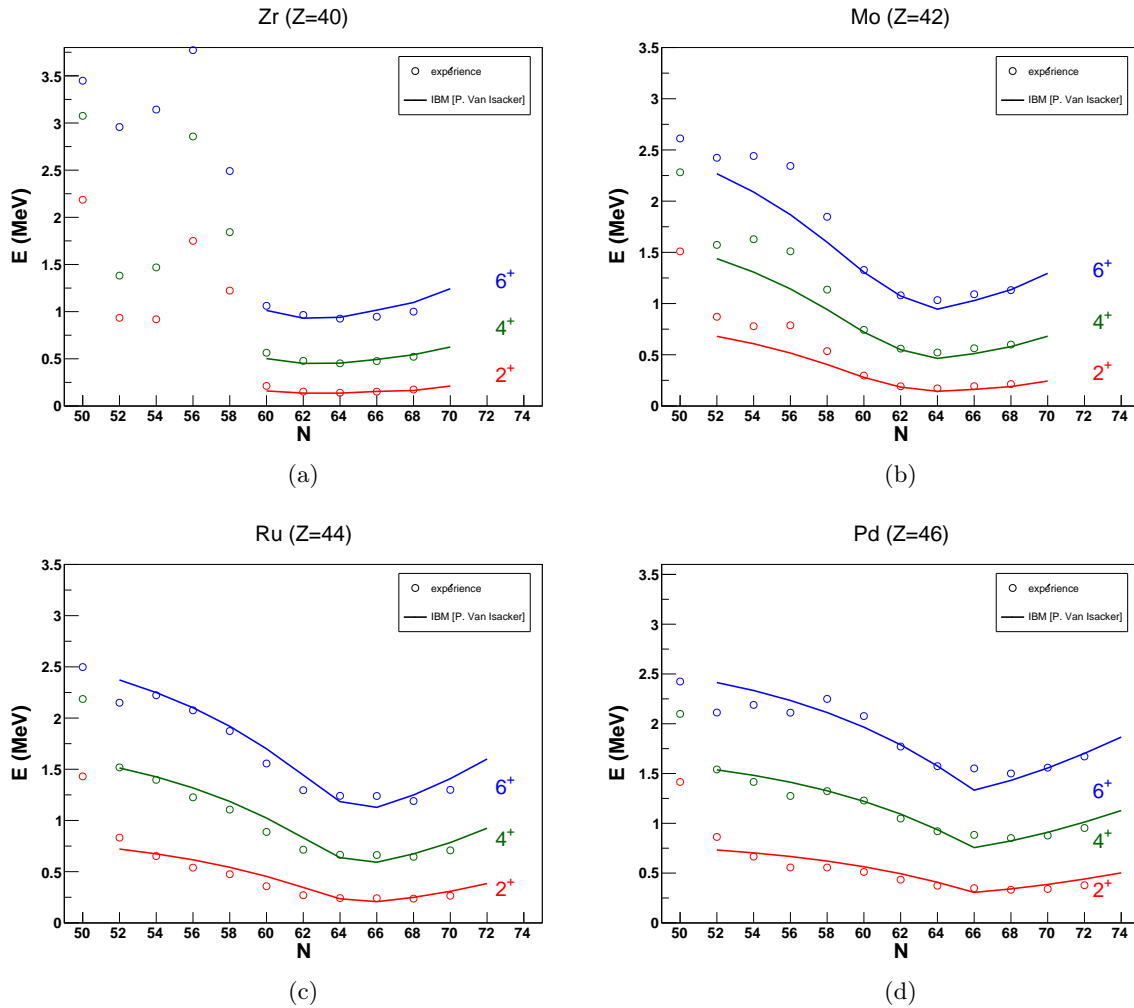 Zr (Z=40)
E (MeV)
3.5
3
2.5
2
1.5
1
0.5
0
expérience
IBM [P. Van Isacker]
6+
4+
2+
50 52 54 56 58 60 62 64 66 68 70 72 74
N
(a)
Mo (Z=42)
E (MeV)
3.5
3
2.5
2
1.5
1
0.5
0
expérience
IBM [P. Van Isacker]
6+
4+
2+
50 52 54 56 58 60 62 64 66 68 70 72 74
N
(b)
Ru (Z=44)
E (MeV)
3.5
3
2.5
2
1.5
1
0.5
0
expérience
IBM [P. Van Isacker]
6+
4+
2+
50 52 54 56 58 60 62 64 66 68 70 72 74
N
(c)
Pd (Z=46)
E (MeV)
3.5
3
2.5
2
1.5
1
0.5
0
expérience
IBM [P. Van Isacker]
6+
4+
2+
50 52 54 56 58 60 62 64 66 68 70 72 74
N
(d)